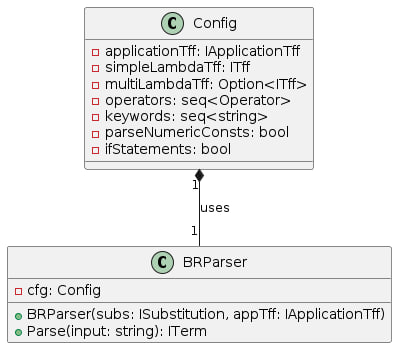 C Config
applicationTff: IApplicationTff
simpleLambdaTff: ITff
multiLambdaTff: Option<ITff>
operators: seq<Operator>
keywords: seq<string>
parseNumericConsts: bool
ifStatements: bool
1
uses
1
C BRParser
cfg: Config
BRParser(subs: ISubstitution, appTff: IApplicationTff)
Parse(input: string): ITerm